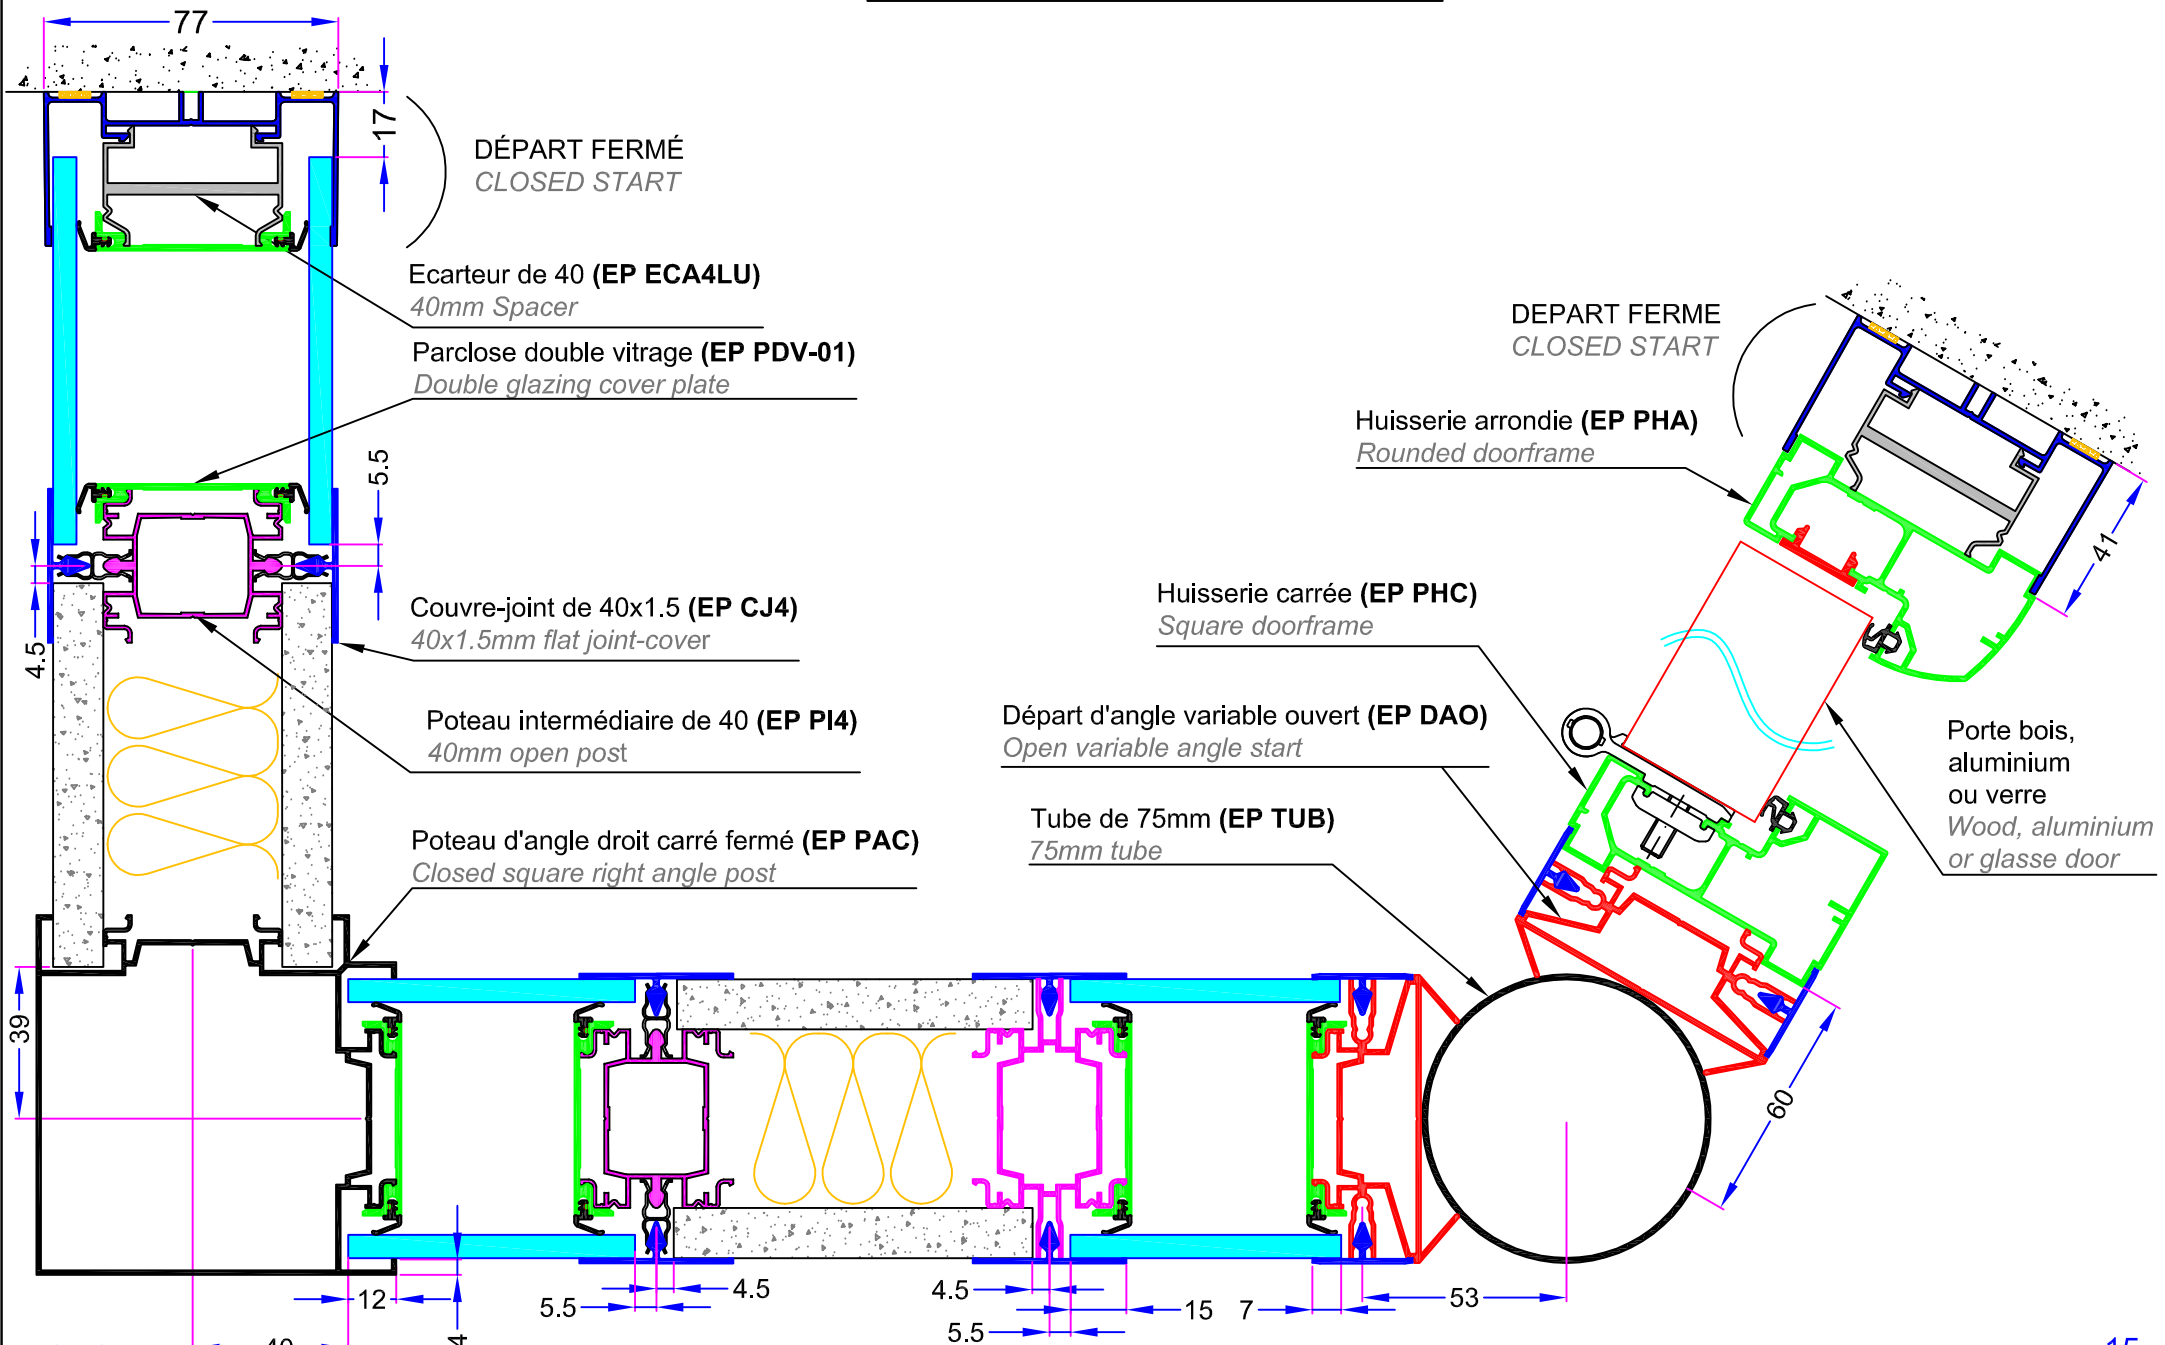 77
17
DÉPART FERMÉ
CLOSED START
Ecarteur de 40 (EP ECA4LU)
40mm Spacer
Parclose double vitrage (EP PDV-01)
Double glazing cover plate
5.5
4.5
Couvre-joint de 40x1.5 (EP CJ4)
40x1.5mm flat joint-cover
Poteau intermédiaire de 40 (EP PI4)
40mm open post
Poteau d'angle droit carré fermé (EP PAC)
Closed square right angle post
DEPART FERME
CLOSED START
Huisserie arrondie (EP PHA)
Rounded doorframe
41
Huisserie carrée (EP PHC)
Square doorframe
Départ d'angle variable ouvert (EP DAO)
Open variable angle start
Tube de 75mm (EP TUB)
75mm tube
Porte bois,
aluminium
ou verre
Wood, aluminium
or glasse door
39
60
12
4
5.5
4.5
4.5
5.5
15
7
53
15